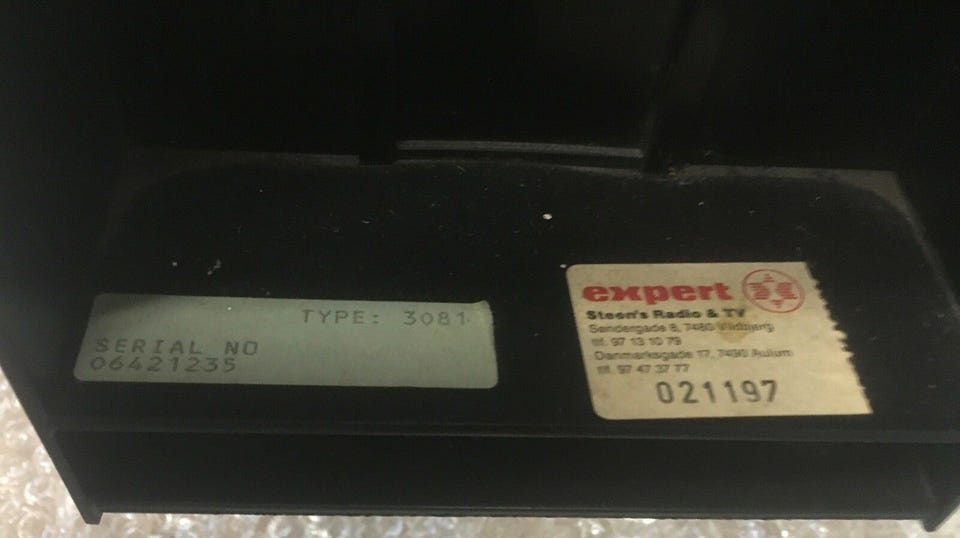 TYPE: 3081
SERIAL NO
06421235
expert
Steen's Radio & TV
Søndergade 8, 7480 Vildbjerg
tlf. 97 13 10 79
Danmarksgade 17, 7490 Aulum
tlf. 97 47 37 77
021197